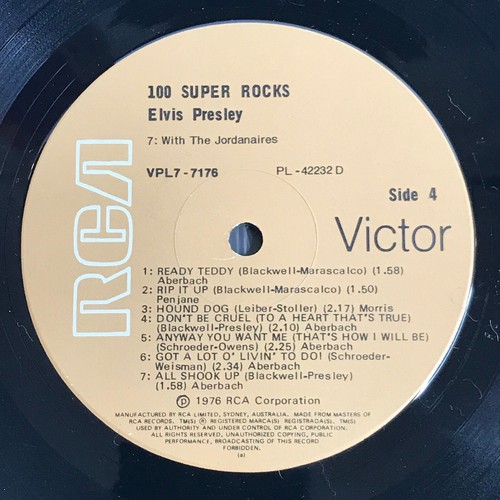 100 SUPER ROCKS
Elvis Presley
7: With The Jordanaires
VPL7-7176
PL-42232D
Side 4
RCA
Victor
1: READY TEDDY (Blackwell-Marascalco) (1.58)
Aberbach
2: RIP IT UP (Blackwell-Marascalco) (1.50)
Penjane
3: HOUND DOG (Leiber-Stoller) (2.17) Morris
4: DON'T BE CRUEL (TO A HEART THAT'S TRUE)
(Blackwell-Presley) (2.10) Aberbach
5: ANYWAY YOU WANT ME (THAT'S HOW I WILL BE)
(Schroeder-Owens) (2.25) Aberbach
6: GOT A LOT O' LIVIN' TO DO! (Schroeder-
Weisman) (2.34) Aberbach
7: ALL SHOOK UP (Blackwell-Presley)
(1.58) Aberbach
℗ 1976 RCA Corporation
MANUFACTURED BY RCA LIMITED, SYDNEY, AUSTRALIA. MADE FROM MASTERS OF
RCA RECORDS. TM(S) ® REGISTERED MARCA(S) REGISTRADA(S). TM(S)
USED BY AUTHORITY AND UNDER CONTROL OF RCA CORPORATION.
ALL RIGHTS RESERVED, UNAUTHORIZED COPYING, PUBLIC
PERFORMANCE, BROADCASTING OF THIS RECORD
FORBIDDEN.
(a)